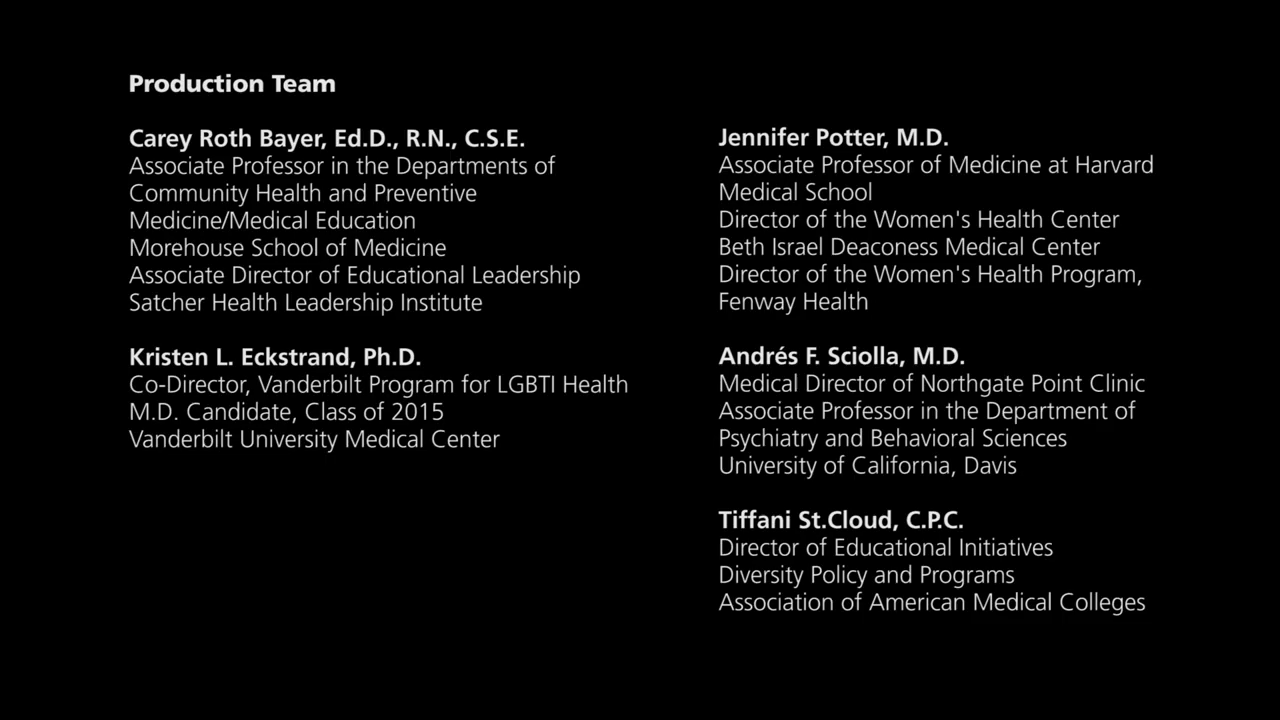 Production Team
Carey Roth Bayer, Ed.D., R.N., C.S.E.
Associate Professor in the Departments of
Community Health and Preventive
Medicine/Medical Education
Morehouse School of Medicine
Associate Director of Educational Leadership
Satcher Health Leadership Institute
Kristen L. Eckstrand, Ph.D.
Co-Director, Vanderbilt Program for LGBTI Health
M.D. Candidate, Class of 2015
Vanderbilt University Medical Center
Jennifer Potter, M.D.
Associate Professor of Medicine at Harvard
Medical School
Director of the Women's Health Center
Beth Israel Deaconess Medical Center
Director of the Women's Health Program,
Fenway Health
Andrés F. Sciolla, M.D.
Medical Director of Northgate Point Clinic
Associate Professor in the Department of
Psychiatry and Behavioral Sciences
University of California, Davis
Tiffani St.Cloud, C.P.C.
Director of Educational Initiatives
Diversity Policy and Programs
Association of American Medical Colleges